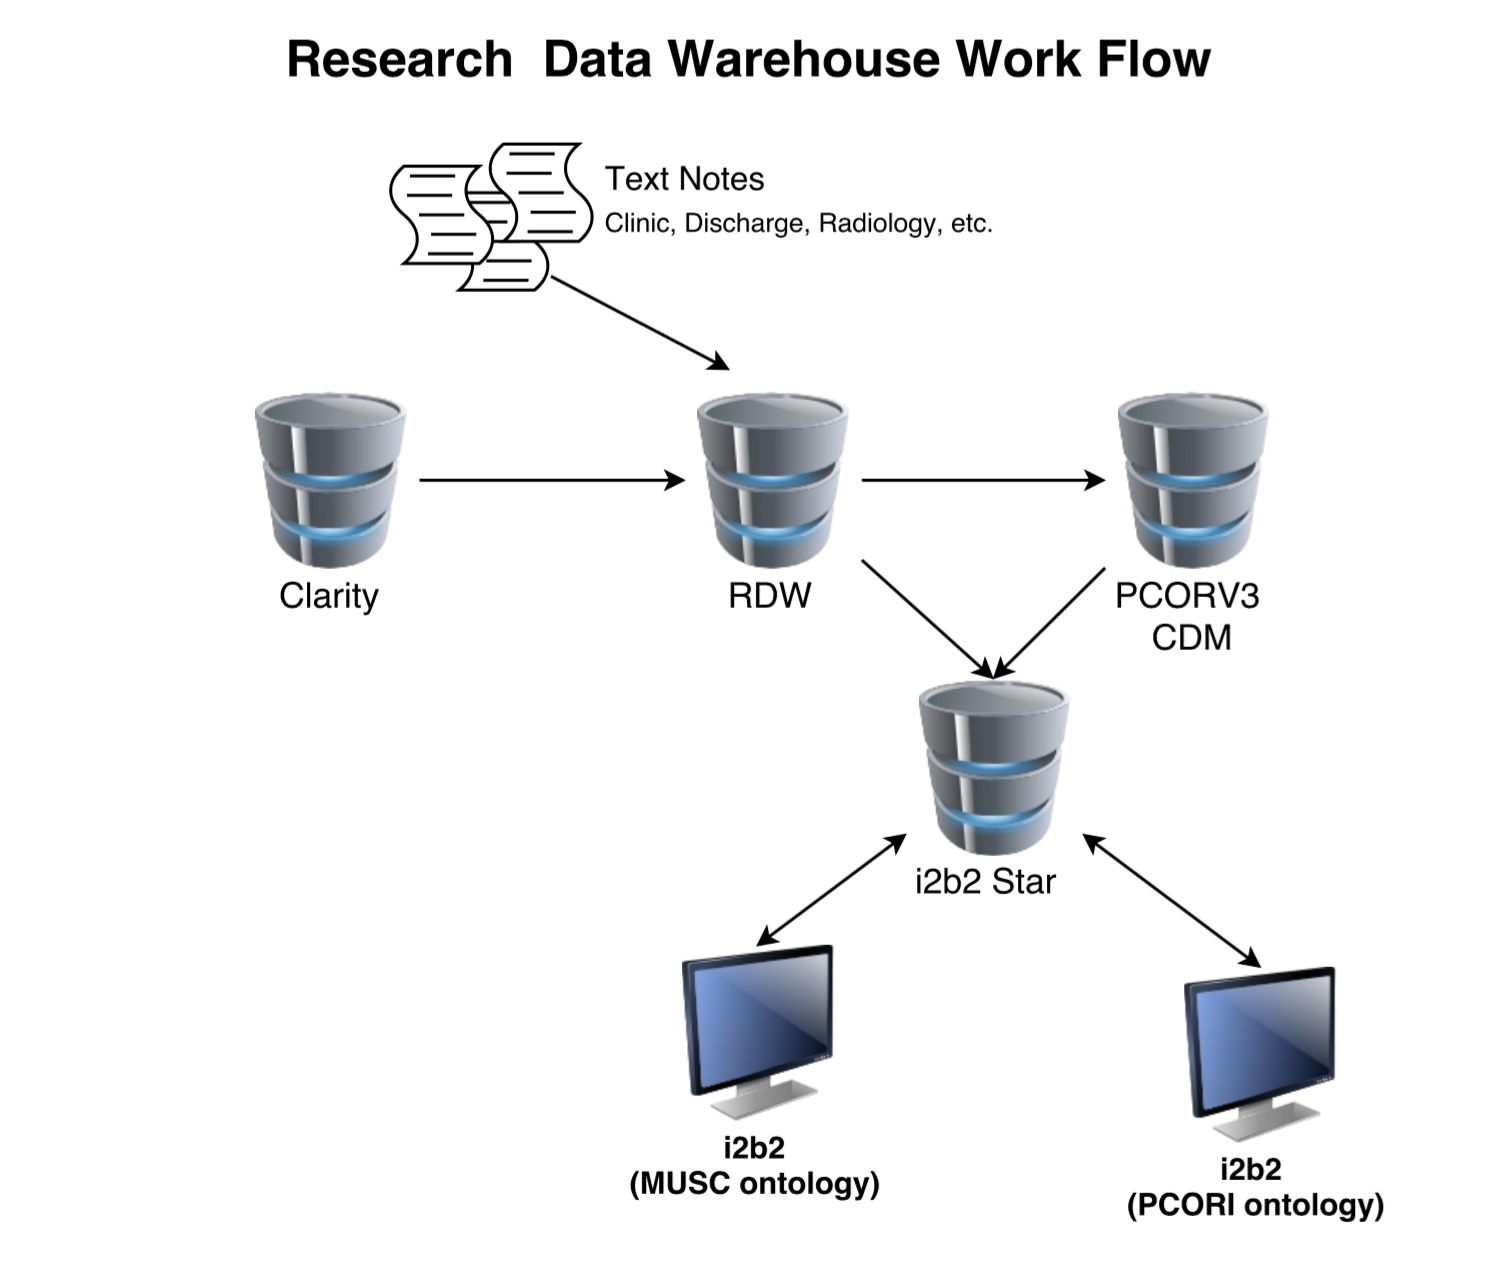 Research Data Warehouse Work Flow
Text Notes
Clinic, Discharge, Radiology, etc.
Clarity
RDW
PCORV3
CDM
i2b2 Star
i2b2
(MUSC ontology)
i2b2
(PCORI ontology)